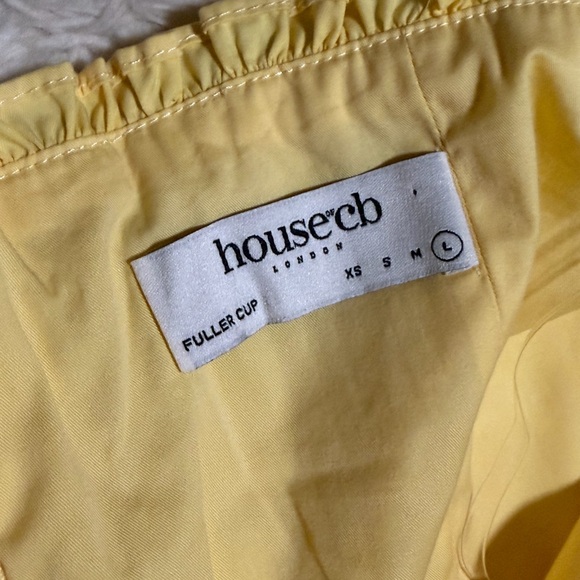 house OF cb
LONDON
FULLER CUP XS S M L